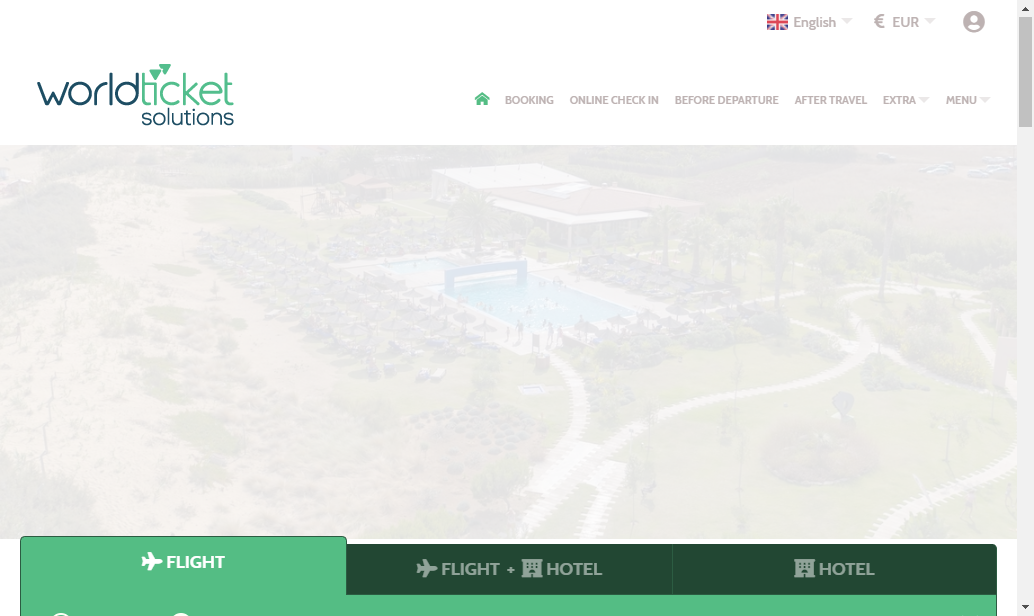 English € EUR
worldticket
solutions
BOOKING ONLINE CHECK IN BEFORE DEPARTURE AFTER TRAVEL EXTRA MENU
FLIGHT FLIGHT + HOTEL HOTEL